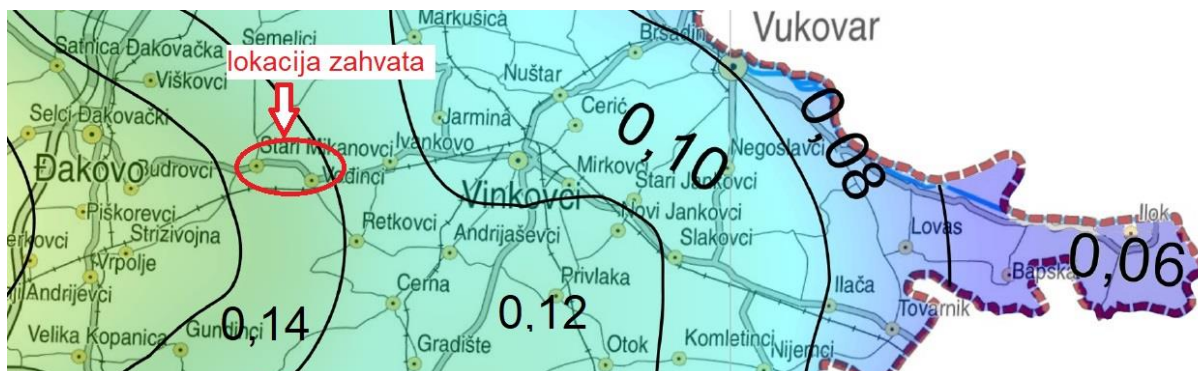 Markušica
Vukovar
Satnica Đakovačka
Semeljci
Bršadin
lokacija zahvata
Viškovci
Nuštar
Selci Đakovački
Jarmina
Cerić
0,10
0,08
Đakovo
Budrovci
Stari Mikanovci
Ivankovo
Vođinci
Vinkovci
Mirkovci
Negoslavci
Stari Jankovci
Piškorevci
Retkovci
Novi Jankovci
Lovas
Ilok
Strizivojna
Andrijaševci
Slakovci
Bapska
0,06
Vrpolje
Privlaka
Andrijevci
Cerna
Ilača
0,14
0,12
Tovarnik
Velika Kopanica
Gundinci
Gradište
Otok
Komletinci
Nijemci